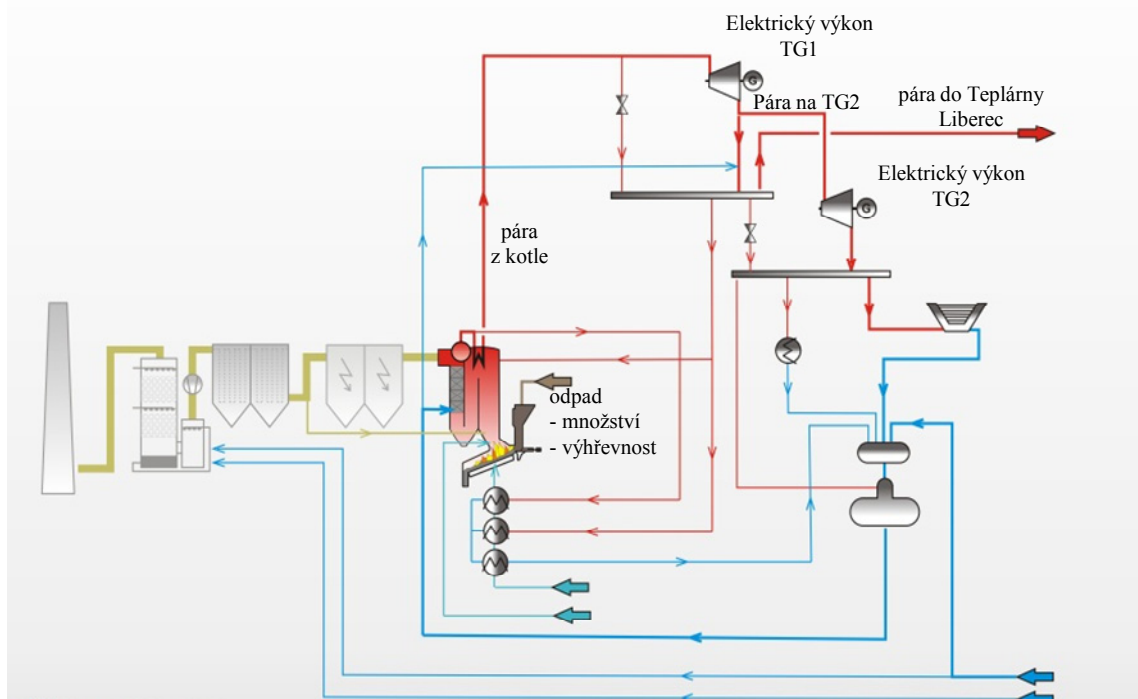 Elektrický výkon
TG1
G
Pára na TG2
pára do Teplárny
Liberec
Elektrický výkon
TG2
G
pára
z kotle
odpad
- množství
- výhřevnost